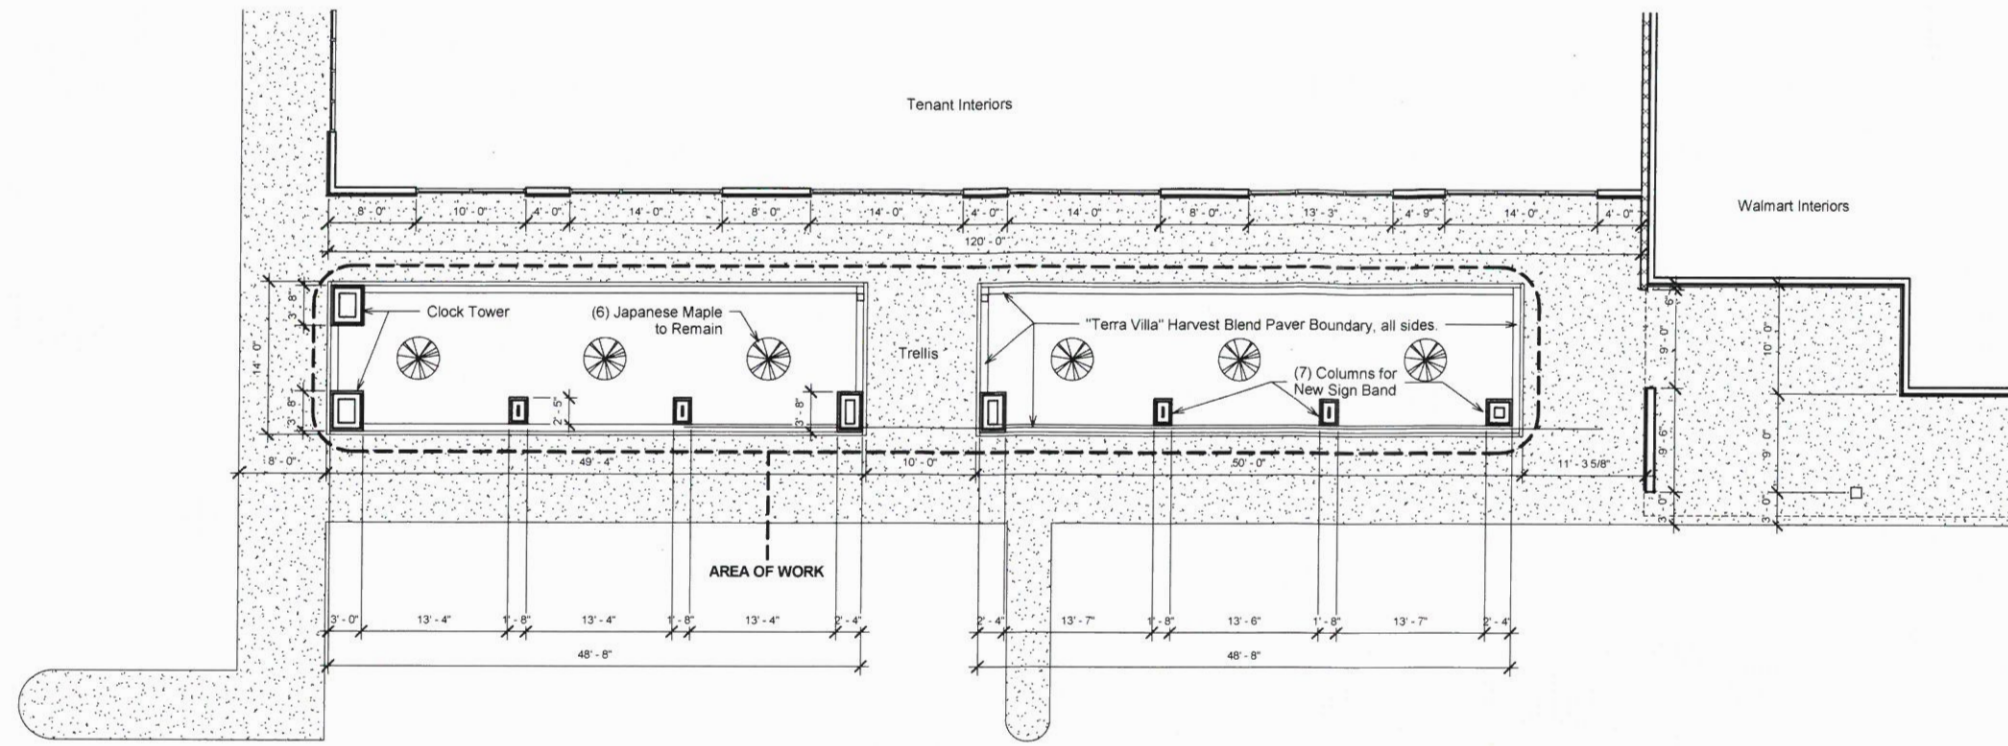 Tenant Interiors
Walmart Interiors
8' - 0" 10' - 0" 4' - 0" 14' - 0" 8' - 0" 14' - 0" 4' - 0" 14' - 0" 8' - 0" 13' - 3" 4' - 9" 14' - 0" 4' - 0"
120' - 0"
3' - 8"
14' - 0"
3' - 8"
Clock Tower
(6) Japanese Maple
to Remain
Trellis
"Terra Villa" Harvest Blend Paver Boundary, all sides.
(7) Columns for
New Sign Band
2' - 5"
3' - 8"
6"
9' - 0"
10' - 0"
9' - 6"
9' - 0"
3' - 0"
3' - 0"
8' - 0" 49' - 4" 10' - 0" 50' - 0" 11' - 3 5/8"
AREA OF WORK
3' - 0" 13' - 4" 1' - 8" 13' - 4" 1' - 8" 13' - 4" 2' - 4" 2' - 4" 13' - 7" 1' - 8" 13' - 6" 1' - 8" 13' - 7" 2' - 4"
48' - 8" 48' - 8"